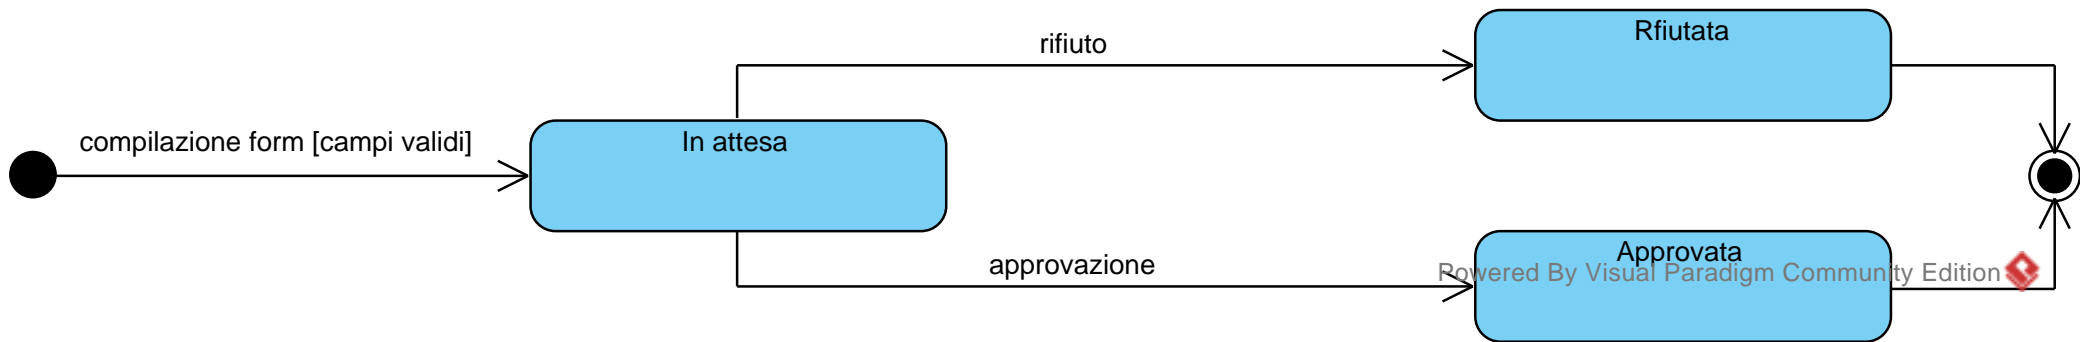 Rfiutata
rifiuto
compilazione form [campi validi]
In attesa
approvazione
Approvata
Powered By Visual Paradigm Community Edition